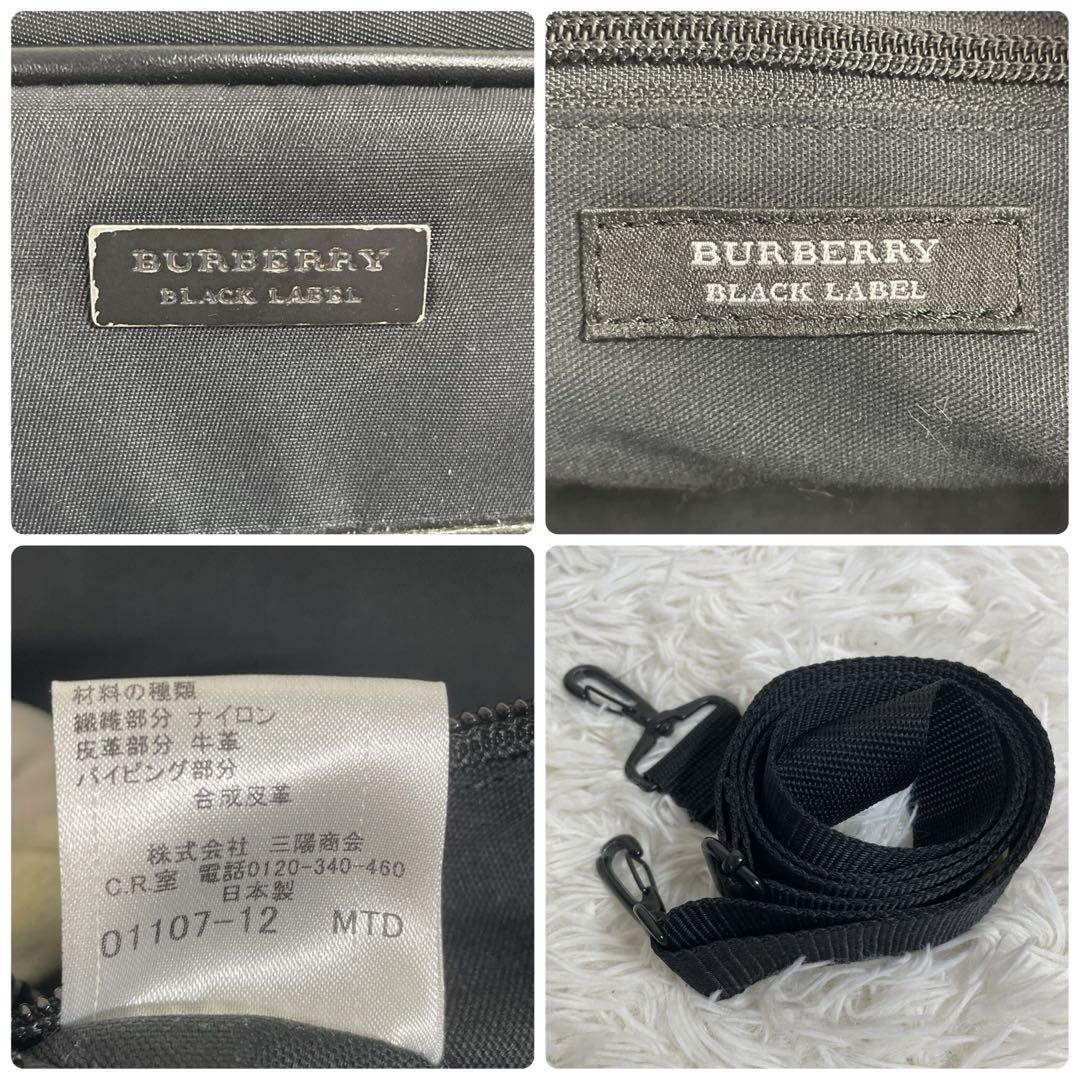 BURBERRY
BLACK LABEL
BURBERRY
BLACK LABEL
材料の種類
繊維部分 ナイロン
皮革部分 牛革
パイピング部分
合成皮革
株式会社 三陽商会
C.R.室 電話0120-340-460
日本製
01107-12 MTD